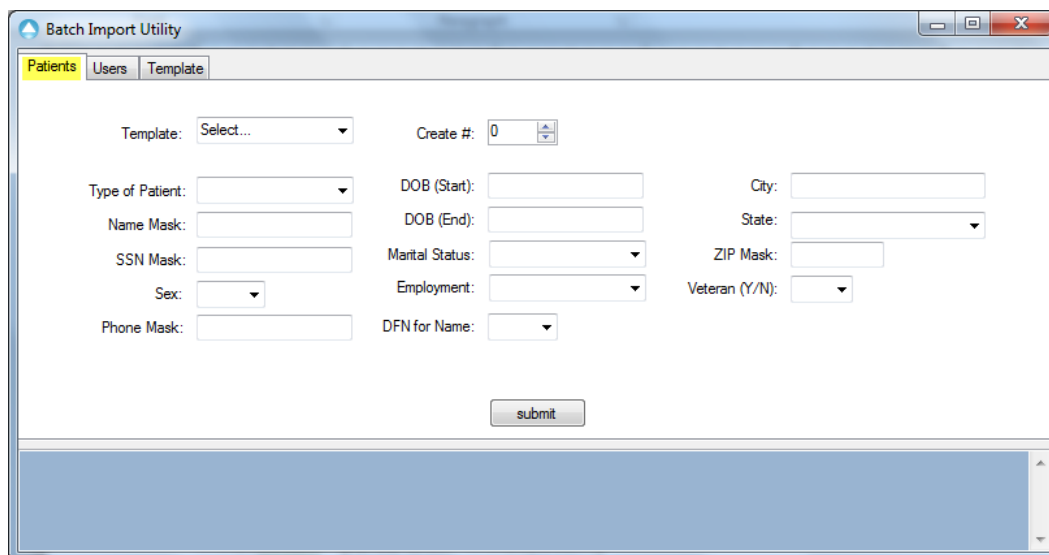 Batch Import Utility
Patients Users Template
Template: Select... Create #: 0
Type of Patient: DOB (Start): City:
Name Mask: DOB (End): State:
SSN Mask: Marital Status: ZIP Mask:
Sex: Employment: Veteran (Y/N):
Phone Mask: DFN for Name:
submit